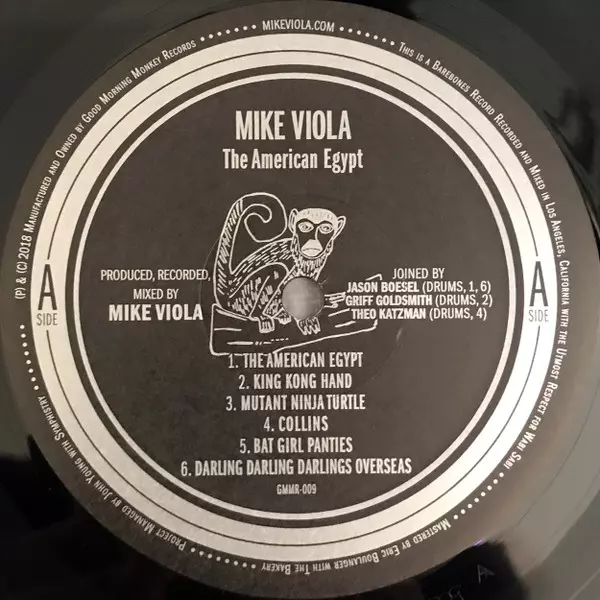 MIKEVIOLA.COM
THIS IS A BAREBONES RECORD RECORDED AND MIXED IN LOS ANGELES, CALIFORNIA WITH THE UTMOST RESPECT FOR WABI SABI
MASTERED BY ERIC BOULANGER WITH THE BAKERY
PROJECT MANAGED BY JOHN YOUNG WITH SYMPHISTRY
(P) & (C) 2018 MANUFACTURED AND OWNED BY GOOD MORNING MONKEY RECORDS
MIKE VIOLA
The American Egypt
A
SIDE
PRODUCED, RECORDED,
MIXED BY
MIKE VIOLA
JOINED BY
JASON BOESEL (DRUMS, 1, 6)
GRIFF GOLDSMITH (DRUMS, 2)
THEO KATZMAN (DRUMS, 4)
A
SIDE
1. THE AMERICAN EGYPT
2. KING KONG HAND
3. MUTANT NINJA TURTLE
4. COLLINS
5. BAT GIRL PANTIES
6. DARLING DARLING DARLINGS OVERSEAS
GMMR-009